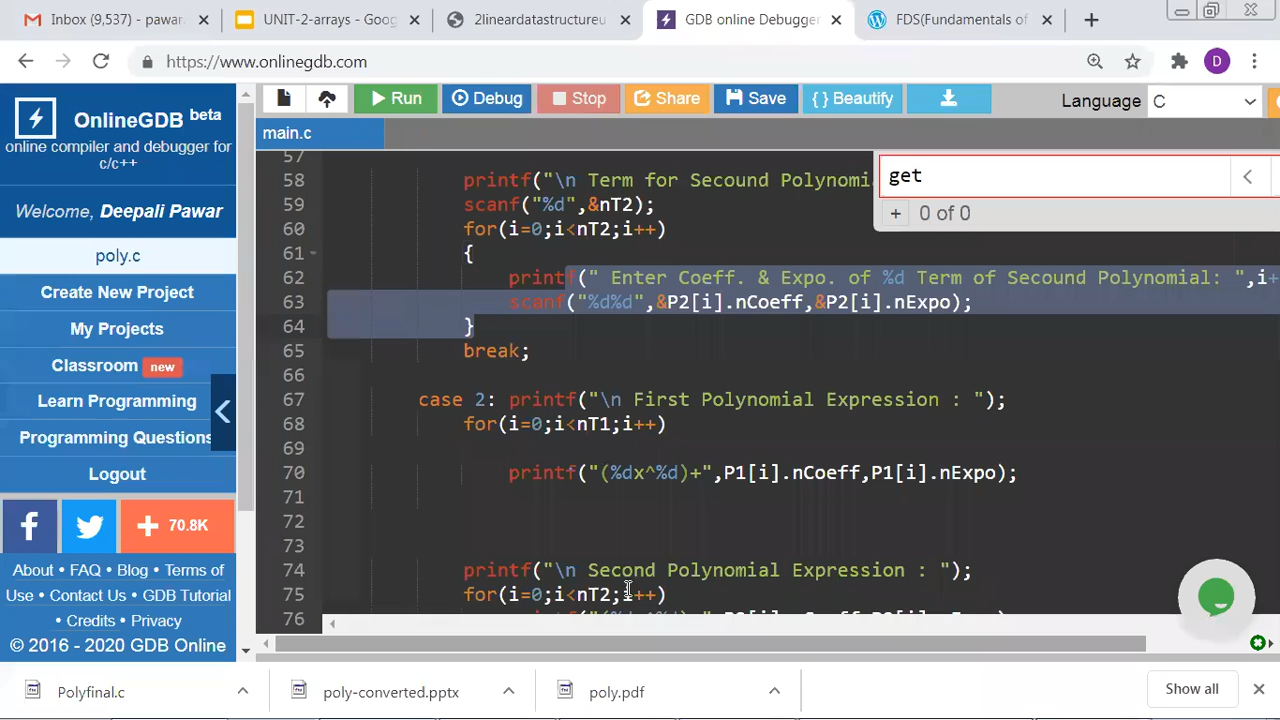 Inbox (9,537) - pawar
UNIT-2-arrays - Goog
2lineardatastructureu
GDB online Debugger
FDS(Fundamentals of
https://www.onlinegdb.com
D
OnlineGDB beta
online compiler and debugger for
c/c++
Welcome, Deepali Pawar
poly.c
Create New Project
My Projects
Classroom new
Learn Programming
Programming Questions
Logout
70.8K
About • FAQ • Blog • Terms of
Use • Contact Us • GDB Tutorial
• Credits • Privacy
© 2016 - 2020 GDB Online
Run
Debug
Stop
Share
Save
{ } Beautify
Language C
main.c
get
+ 0 of 0
57
58 printf("\n Term for Secound Polynomi
59 scanf("%d",&nT2);
60 for(i=0;i<nT2;i++)
61 {
62 printf(" Enter Coeff. & Expo. of %d Term of Secound Polynomial: ",i+
63 scanf("%d%d",&P2[i].nCoeff,&P2[i].nExpo);
64 }
65 break;
66
67 case 2: printf("\n First Polynomial Expression : ");
68 for(i=0;i<nT1;i++)
69
70 printf("(%dx^%d)+",P1[i].nCoeff,P1[i].nExpo);
71
72
73
74 printf("\n Second Polynomial Expression : ");
75 for(i=0;i<nT2;i++)
76
Polyfinal.c
poly-converted.pptx
poly.pdf
Show all